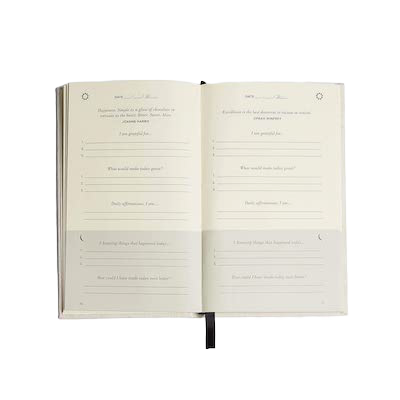 DATE
Happiness. Simple as a glass of chocolate or
tortuous as the heart. Bitter. Sweet. Alive.
JOANNE HARRIS
I am grateful for...
1.
2.
3.
What would make today great?
1.
2.
3.
Daily affirmations. I am...
3 Amazing things that happened today...
1.
2.
3.
How could I have made today even better?
DATE
Excellence is the best deterrent to racism or sexism.
OPRAH WINFREY
I am grateful for...
1.
2.
3.
What would make today great?
1.
2.
3.
Daily affirmations. I am...
3 Amazing things that happened today...
1.
2.
3.
How could I have made today even better?